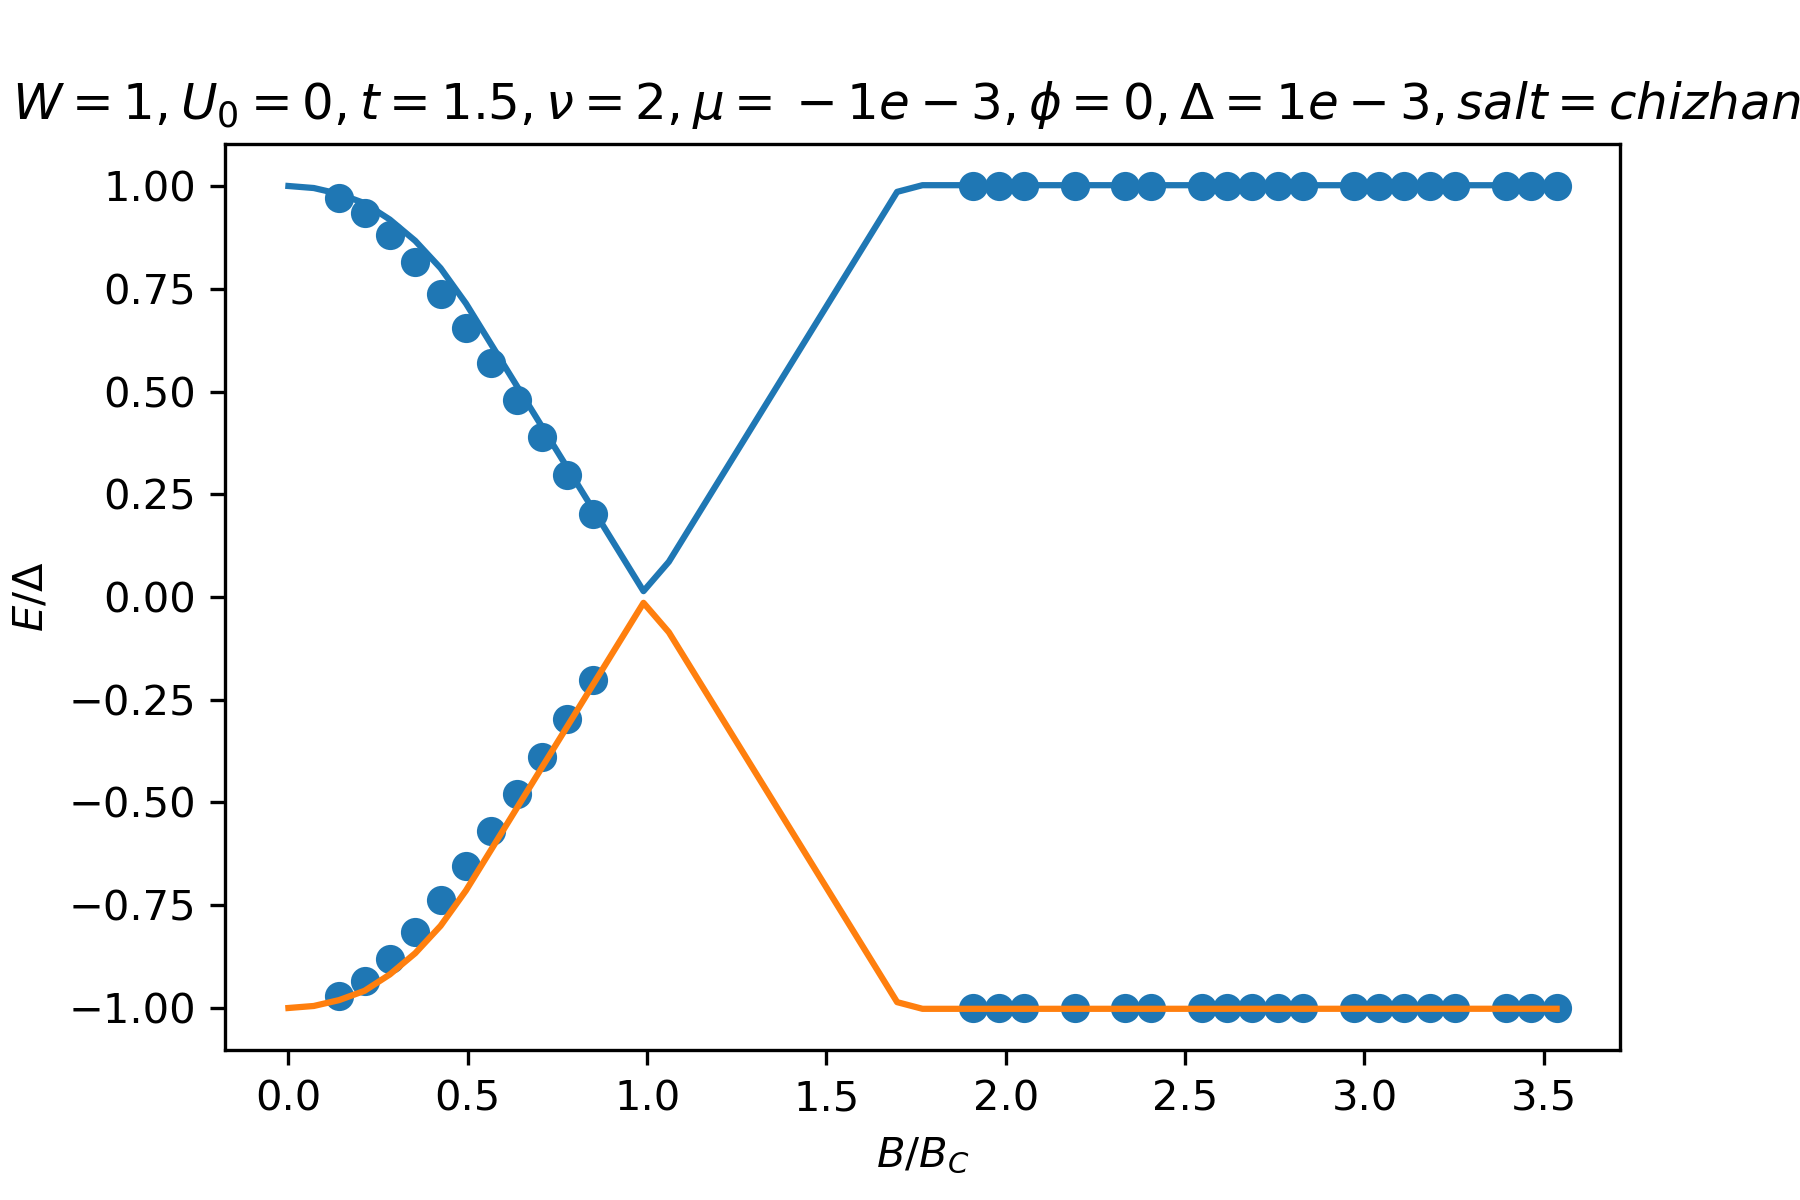 W = 1, U₀ = 0, t = 1.5, ν = 2, μ = −1e − 3, ϕ = 0, Δ = 1e − 3, salt = chizhan
1.00
0.75
0.50
0.25
0.00
−0.25
−0.50
−0.75
−1.00
E/Δ
0.0 0.5 1.0 1.5 2.0 2.5 3.0 3.5
B/B_C